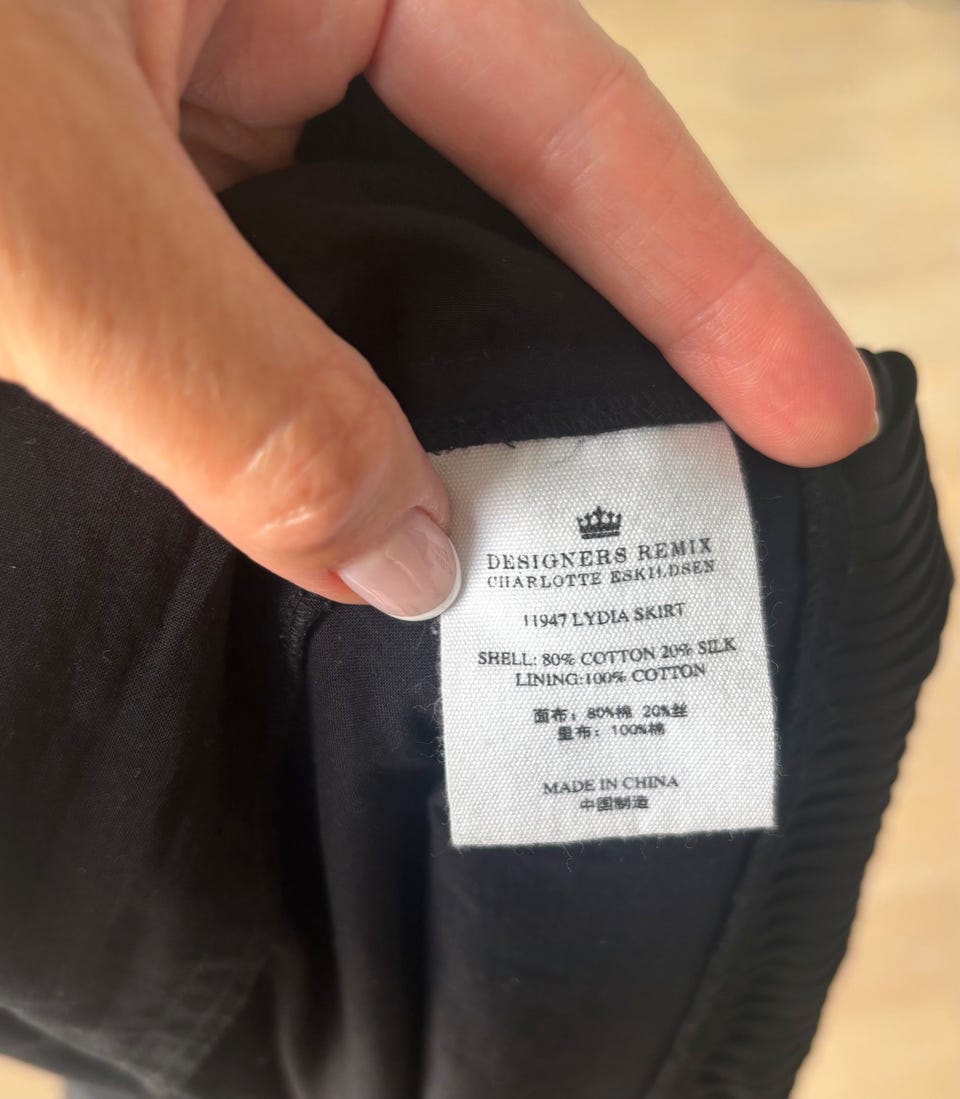 DESIGNERS REMIX
CHARLOTTE ESKILDSEN
11947 LYDIA SKIRT
SHELL: 80% COTTON 20% SILK
LINING:100% COTTON
面布：80%棉 20%丝
里布：100%棉
MADE IN CHINA
中国制造